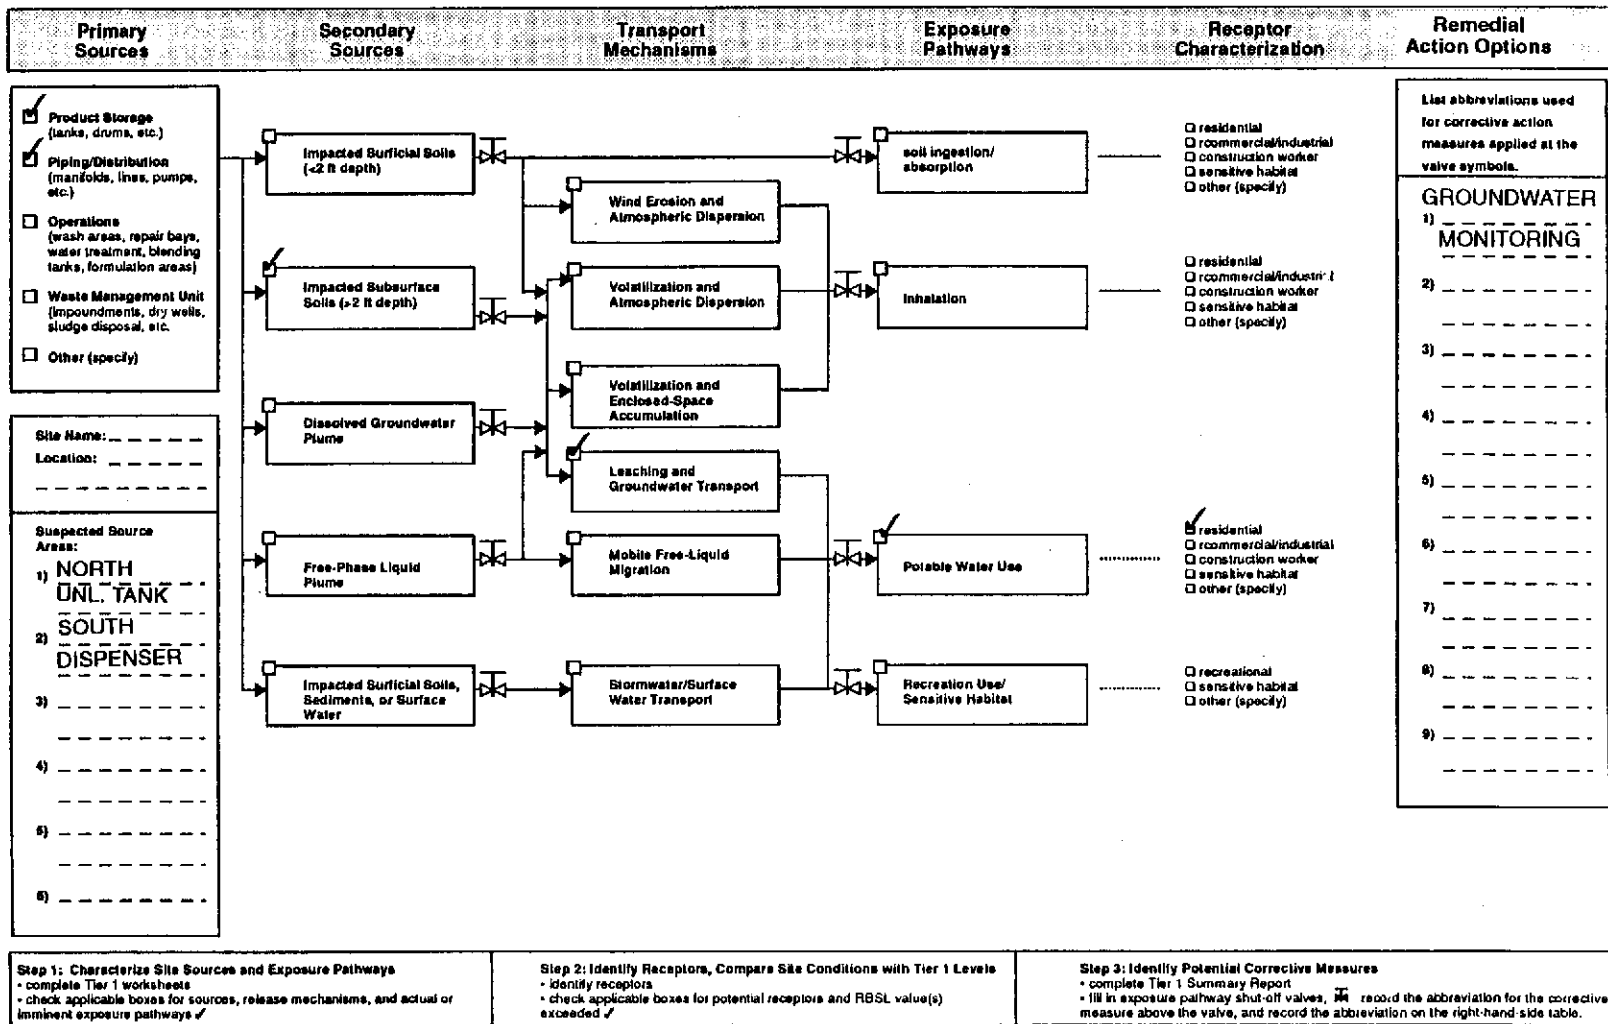 Primary
Sources
Secondary
Sources
Transport
Mechanisms
Exposure
Pathways
Receptor
Characterization
Remedial
Action Options
Product Storage
(tanks, drums, etc.)
Piping/Distribution
(manifolds, lines, pumps,
etc.)
Operations
(wash areas, repair bays,
water treatment, blending
tanks, formulation areas)
Waste Management Unit
(impoundments, dry wells,
sludge disposal, etc.
Other (specify)
Site Name:
Location:
Suspected Source
Areas:
1) NORTH
UNL. TANK
2) SOUTH
DISPENSER
3)
4)
5)
6)
Impacted Surficial Soils
(<2 ft depth)
Impacted Subsurface
Soils (>2 ft depth)
Dissolved Groundwater
Plume
Free-Phase Liquid
Plume
Impacted Surficial Soils,
Sediments, or Surface
Water
Wind Erosion and
Atmospheric Dispersion
Volatilization and
Atmospheric Dispersion
Volatilization and
Enclosed-Space
Accumulation
Leaching and
Groundwater Transport
Mobile Free-Liquid
Migration
Stormwater/Surface
Water Transport
soil ingestion/
absorption
Inhalation
Potable Water Use
Recreation Use/
Sensitive Habitat
residential
rcommercial/industrial
construction worker
sensitive habitat
other (specify)
residential
rcommercial/industrial
construction worker
sensitive habitat
other (specify)
residential
rcommercial/industrial
construction worker
sensitive habitat
other (specify)
recreational
sensitive habitat
other (specify)
List abbreviations used
for corrective action
measures applied at the
valve symbols.
GROUNDWATER
1)
MONITORING
2)
3)
4)
5)
6)
7)
8)
9)
Step 1: Characterize Site Sources and Exposure Pathways
• complete Tier 1 worksheets
• check applicable boxes for sources, release mechanisms, and actual or
imminent exposure pathways ✓
Step 2: Identify Receptors, Compare Site Conditions with Tier 1 Levels
• identify receptors
• check applicable boxes for potential receptors and RBSL value(s)
exceeded ✓
Step 3: Identify Potential Corrective Measures
• complete Tier 1 Summary Report
• fill in exposure pathway shut-off valves, record the abbreviation for the corrective
measure above the valve, and record the abbreviation on the right-hand-side table.